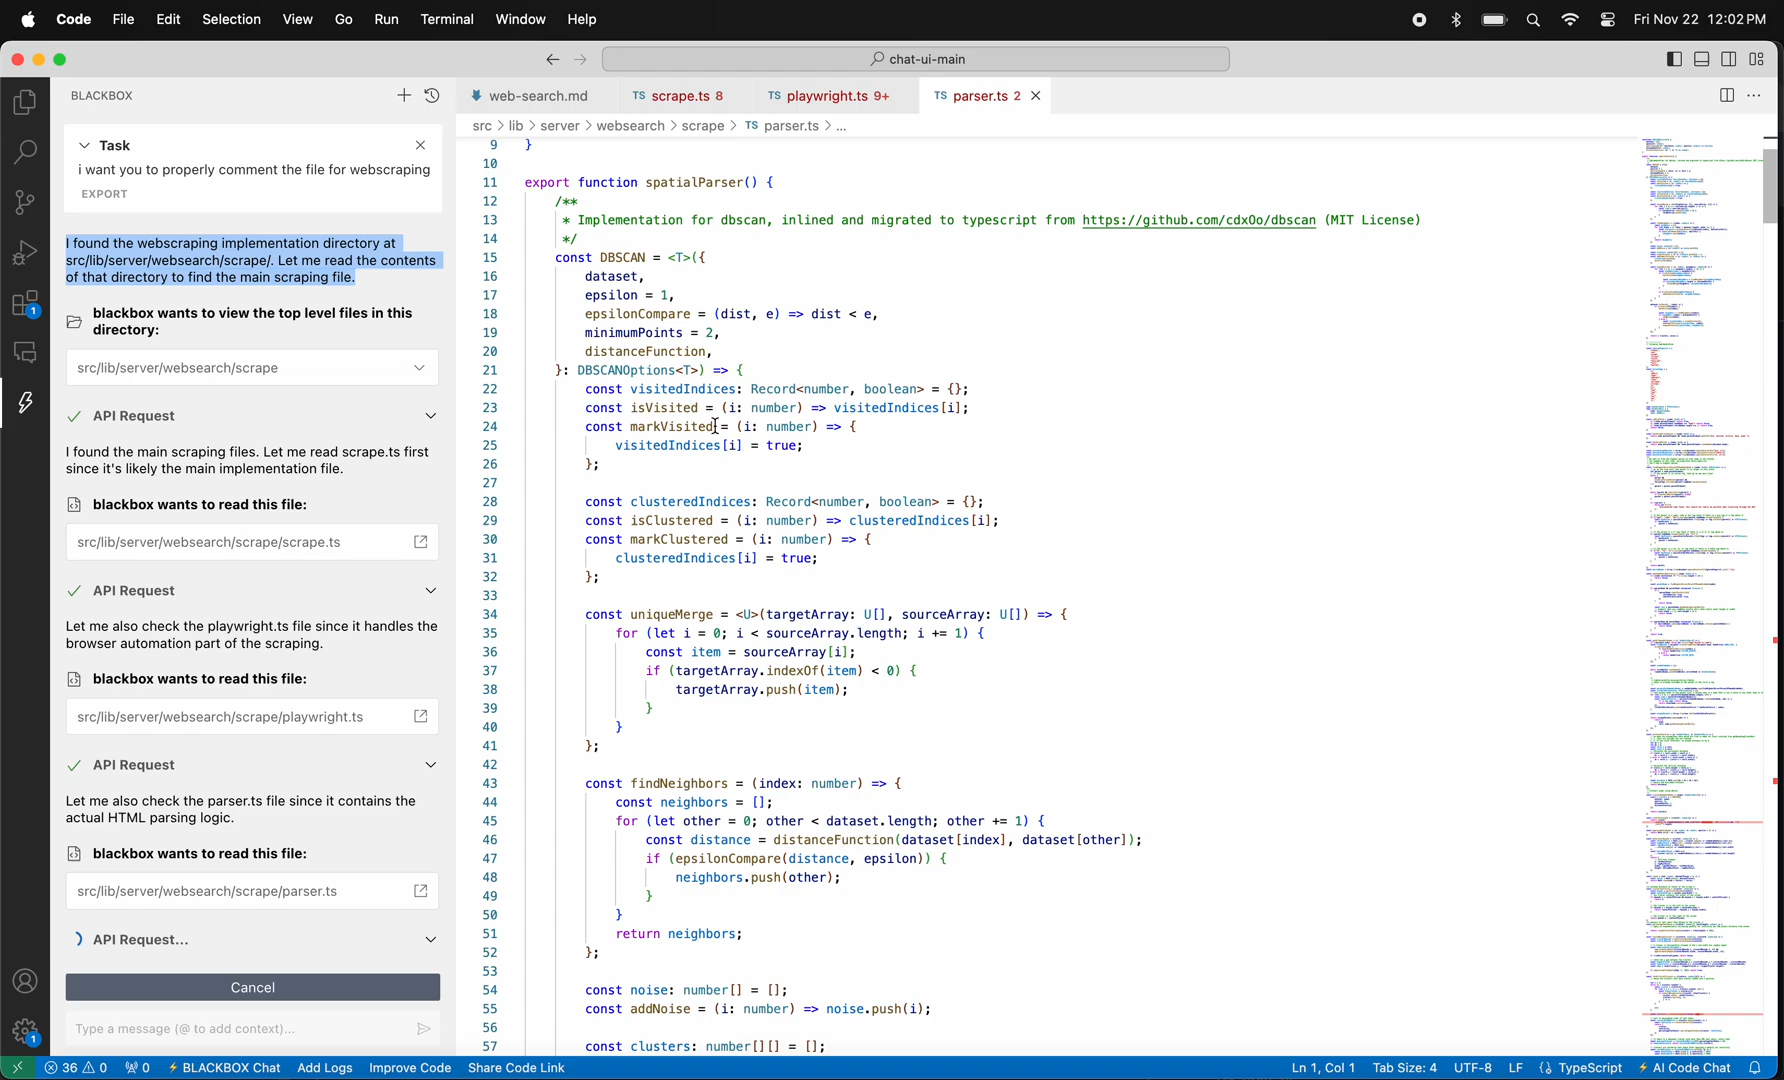 Code File Edit Selection View Go Run Terminal Window Help Fri Nov 22 12:02 PM
chat-ui-main
BLACKBOX
Task
i want you to properly comment the file for webscraping
EXPORT
I found the webscraping implementation directory at
src/lib/server/websearch/scrape/. Let me read the contents
of that directory to find the main scraping file.
blackbox wants to view the top level files in this
directory:
src/lib/server/websearch/scrape
API Request
I found the main scraping files. Let me read scrape.ts first
since it's likely the main implementation file.
blackbox wants to read this file:
src/lib/server/websearch/scrape/scrape.ts
API Request
Let me also check the playwright.ts file since it handles the
browser automation part of the scraping.
blackbox wants to read this file:
src/lib/server/websearch/scrape/playwright.ts
API Request
Let me also check the parser.ts file since it contains the
actual HTML parsing logic.
blackbox wants to read this file:
src/lib/server/websearch/scrape/parser.ts
API Request...
Cancel
Type a message (@ to add context)...
1
1
web-search.md TS scrape.ts 8 TS playwright.ts 9+ TS parser.ts 2
src > lib > server > websearch > scrape > TS parser.ts > ...
9 }
10
11 export function spatialParser() {
12 /**
13 * Implementation for dbscan, inlined and migrated to typescript from https://github.com/cdxOo/dbscan (MIT License)
14 */
15 const DBSCAN = <T>({
16 dataset,
17 epsilon = 1,
18 epsilonCompare = (dist, e) => dist < e,
19 minimumPoints = 2,
20 distanceFunction,
21 }: DBSCANOptions<T>) => {
22 const visitedIndices: Record<number, boolean> = {};
23 const isVisited = (i: number) => visitedIndices[i];
24 const markVisited = (i: number) => {
25 visitedIndices[i] = true;
26 };
27
28 const clusteredIndices: Record<number, boolean> = {};
29 const isClustered = (i: number) => clusteredIndices[i];
30 const markClustered = (i: number) => {
31 clusteredIndices[i] = true;
32 };
33
34 const uniqueMerge = <U>(targetArray: U[], sourceArray: U[]) => {
35 for (let i = 0; i < sourceArray.length; i += 1) {
36 const item = sourceArray[i];
37 if (targetArray.indexOf(item) < 0) {
38 targetArray.push(item);
39 }
40 }
41 };
42
43 const findNeighbors = (index: number) => {
44 const neighbors = [];
45 for (let other = 0; other < dataset.length; other += 1) {
46 const distance = distanceFunction(dataset[index], dataset[other]);
47 if (epsilonCompare(distance, epsilon)) {
48 neighbors.push(other);
49 }
50 }
51 return neighbors;
52 };
53
54 const noise: number[] = [];
55 const addNoise = (i: number) => noise.push(i);
56
57 const clusters: number[][] = [];
36 0 0 BLACKBOX Chat Add Logs Improve Code Share Code Link Ln 1, Col 1 Tab Size: 4 UTF-8 LF {} TypeScript AI Code Chat